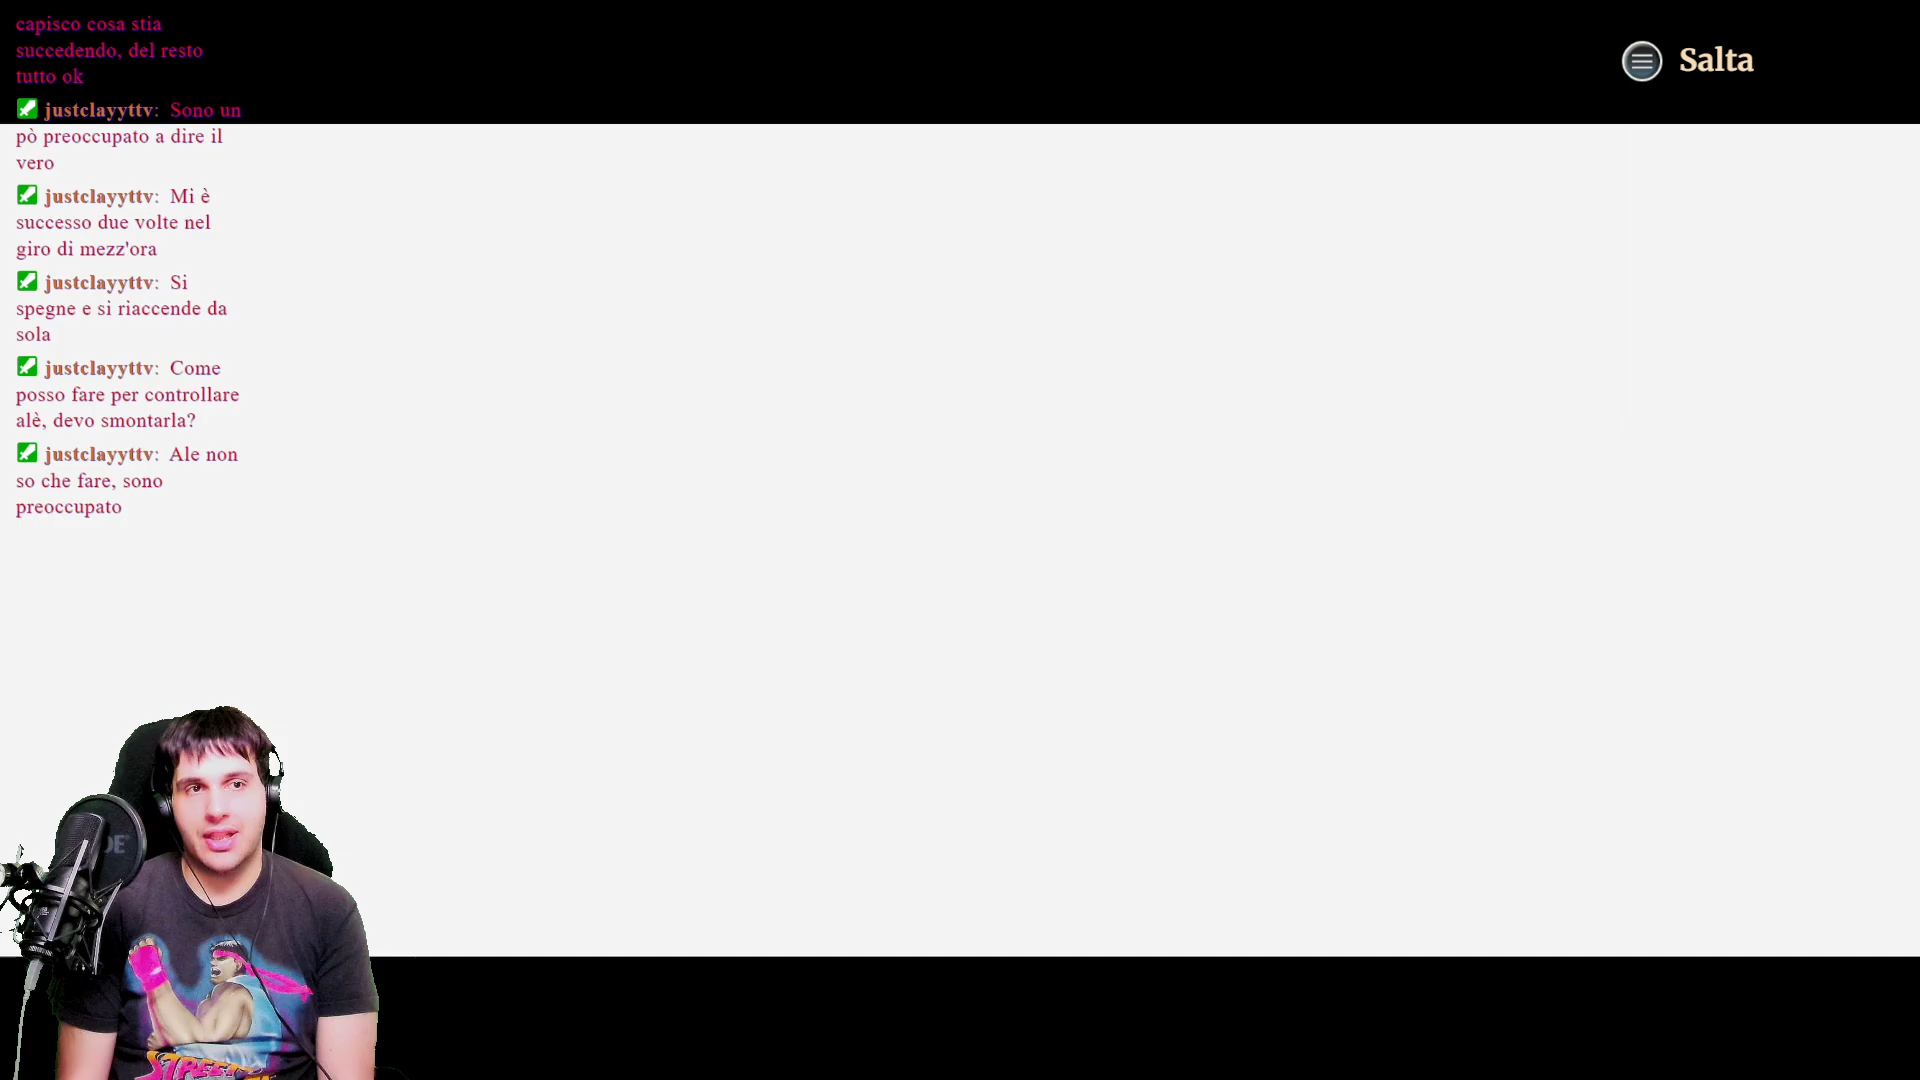 capisco cosa stia
succedendo, del resto
tutto ok
justclayyttv: Sono un
pò preoccupato a dire il
vero
justclayyttv: Mi è
successo due volte nel
giro di mezz'ora
justclayyttv: Si
spegne e si riaccende da
sola
justclayyttv: Come
posso fare per controllare
alè, devo smontarla?
justclayyttv: Ale non
so che fare, sono
preoccupato
Salta
STREET